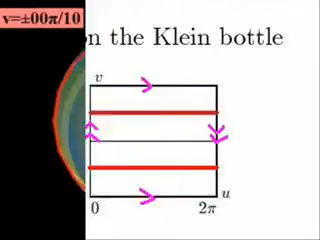 v=±00π/10
on the Klein bottle
v
u
0
2π